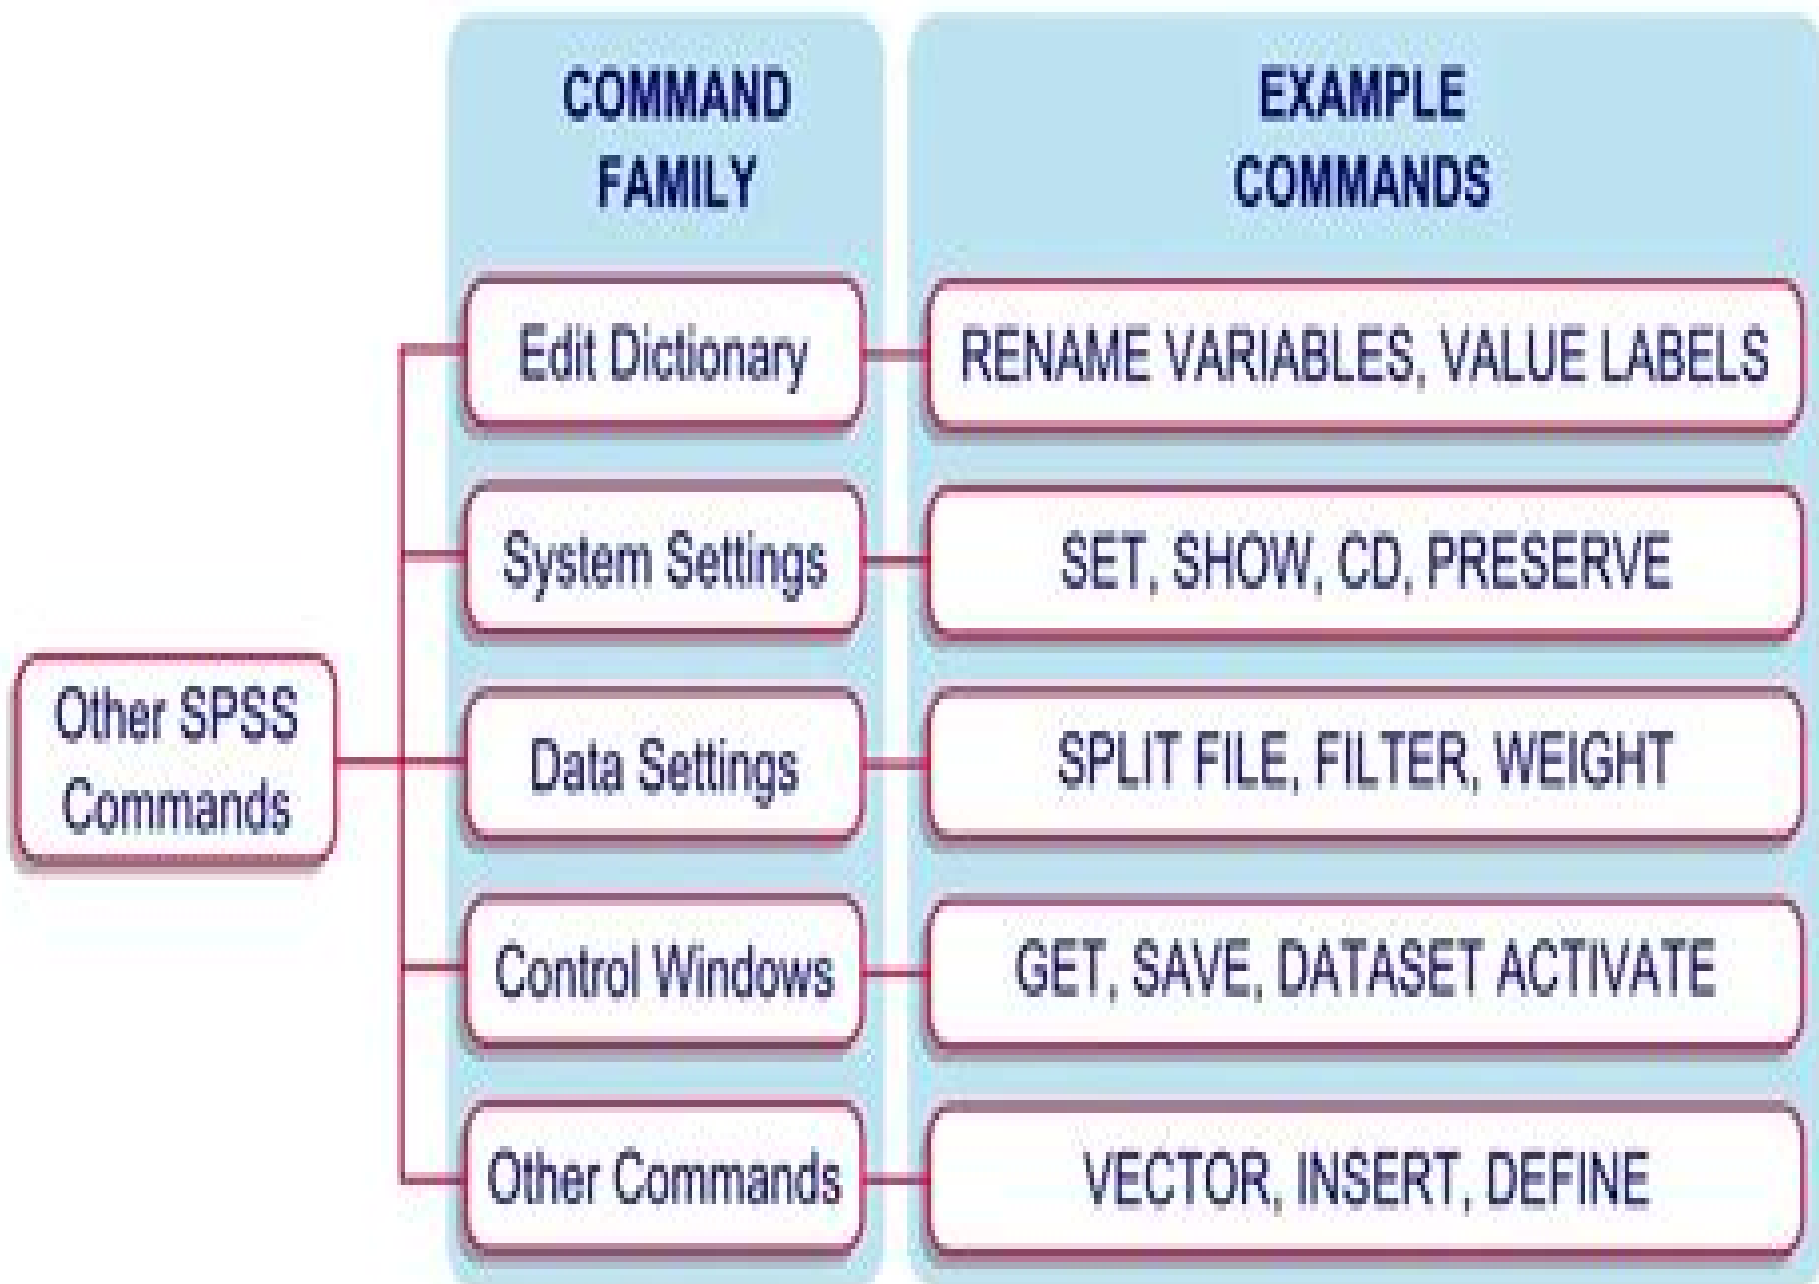 COMMAND
FAMILY
EXAMPLE
COMMANDS
Edit Dictionary
RENAME VARIABLES, VALUE LABELS
System Settings
SET, SHOW, CD, PRESERVE
Other SPSS
Commands
Data Settings
SPLIT FILE, FILTER, WEIGHT
Control Windows
GET, SAVE, DATASET ACTIVATE
Other Commands
VECTOR, INSERT, DEFINE